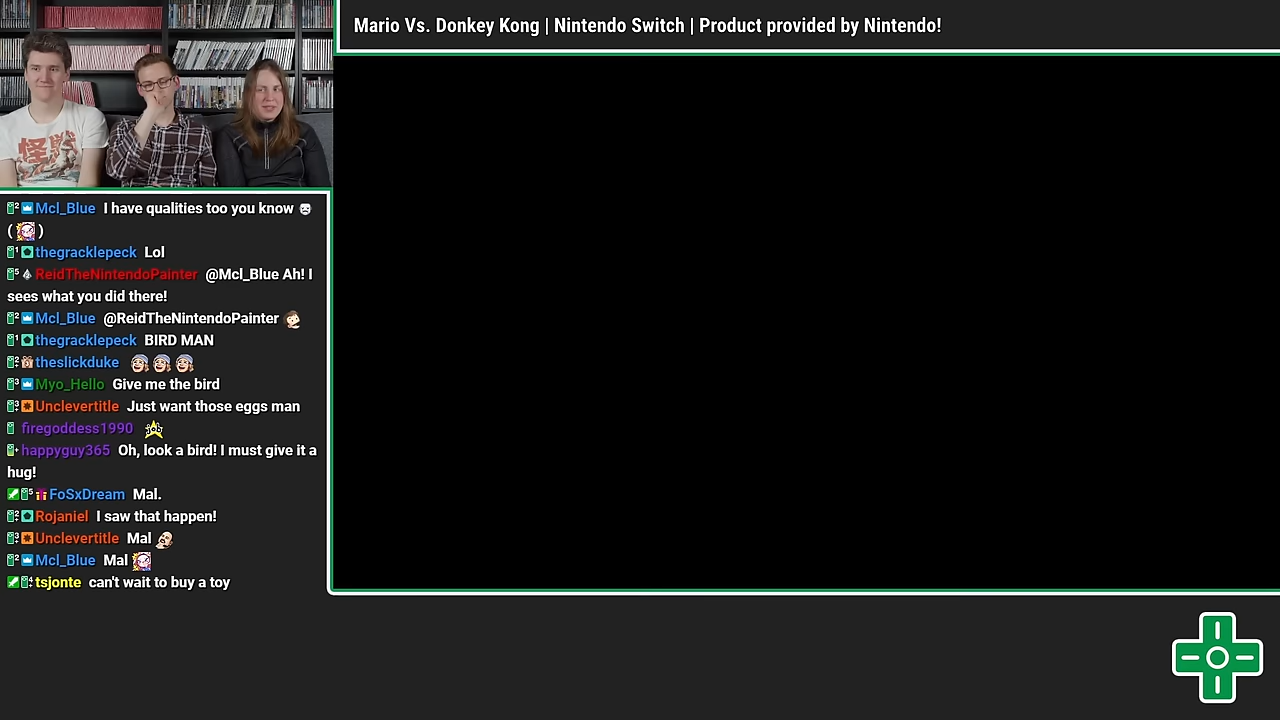 Mario Vs. Donkey Kong | Nintendo Switch | Product provided by Nintendo!
Mcl_Blue I have qualities too you know
( )
thegracklepeck Lol
ReidTheNintendoPainter @Mcl_Blue Ah! I
sees what you did there!
Mcl_Blue @ReidTheNintendoPainter
thegracklepeck BIRD MAN
theslickduke
Myo_Hello Give me the bird
Unclevertitle Just want those eggs man
firegoddess1990
happyguy365 Oh, look a bird! I must give it a
hug!
FoSxDream Mal.
Rojaniel I saw that happen!
Unclevertitle Mal
Mcl_Blue Mal
tsjonte can't wait to buy a toy